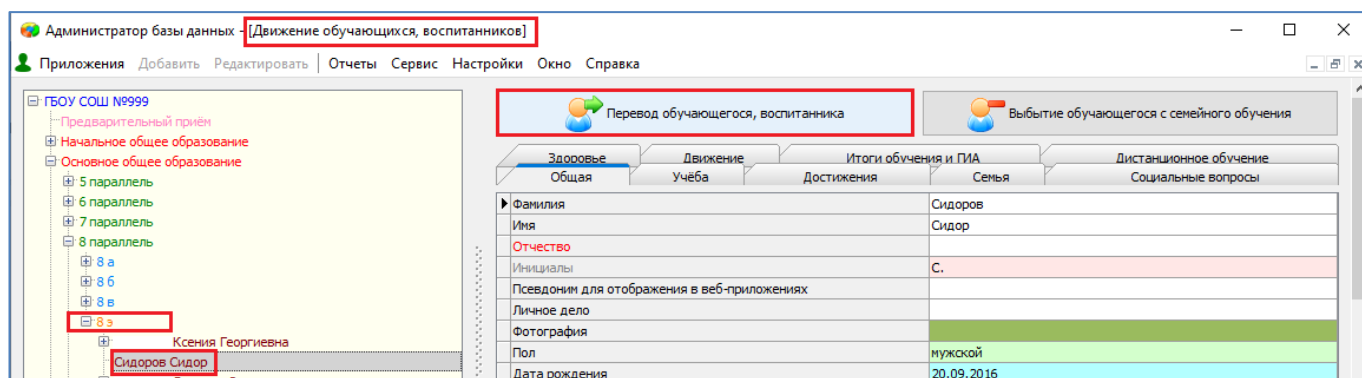 Администратор базы данных - [Движение обучающихся, воспитанников]
Приложения Добавить Редактировать Отчеты Сервис Настройки Окно Справка
ГБОУ СОШ №999
Предварительный приём
Начальное общее образование
Основное общее образование
5 параллель
6 параллель
7 параллель
8 параллель
8 а
8 б
8 в
8 э
Ксения Георгиевна
Сидоров Сидор
Перевод обучающегося, воспитанника
Выбытие обучающегося с семейного обучения
Здоровье Движение Итоги обучения и ГИА Дистанционное обучение
Общая Учёба Достижения Семья Социальные вопросы
Фамилия Сидоров
Имя Сидор
Отчество
Инициалы С.
Псевдоним для отображения в веб-приложениях
Личное дело
Фотография
Пол мужской
Дата рождения 20.09.2016